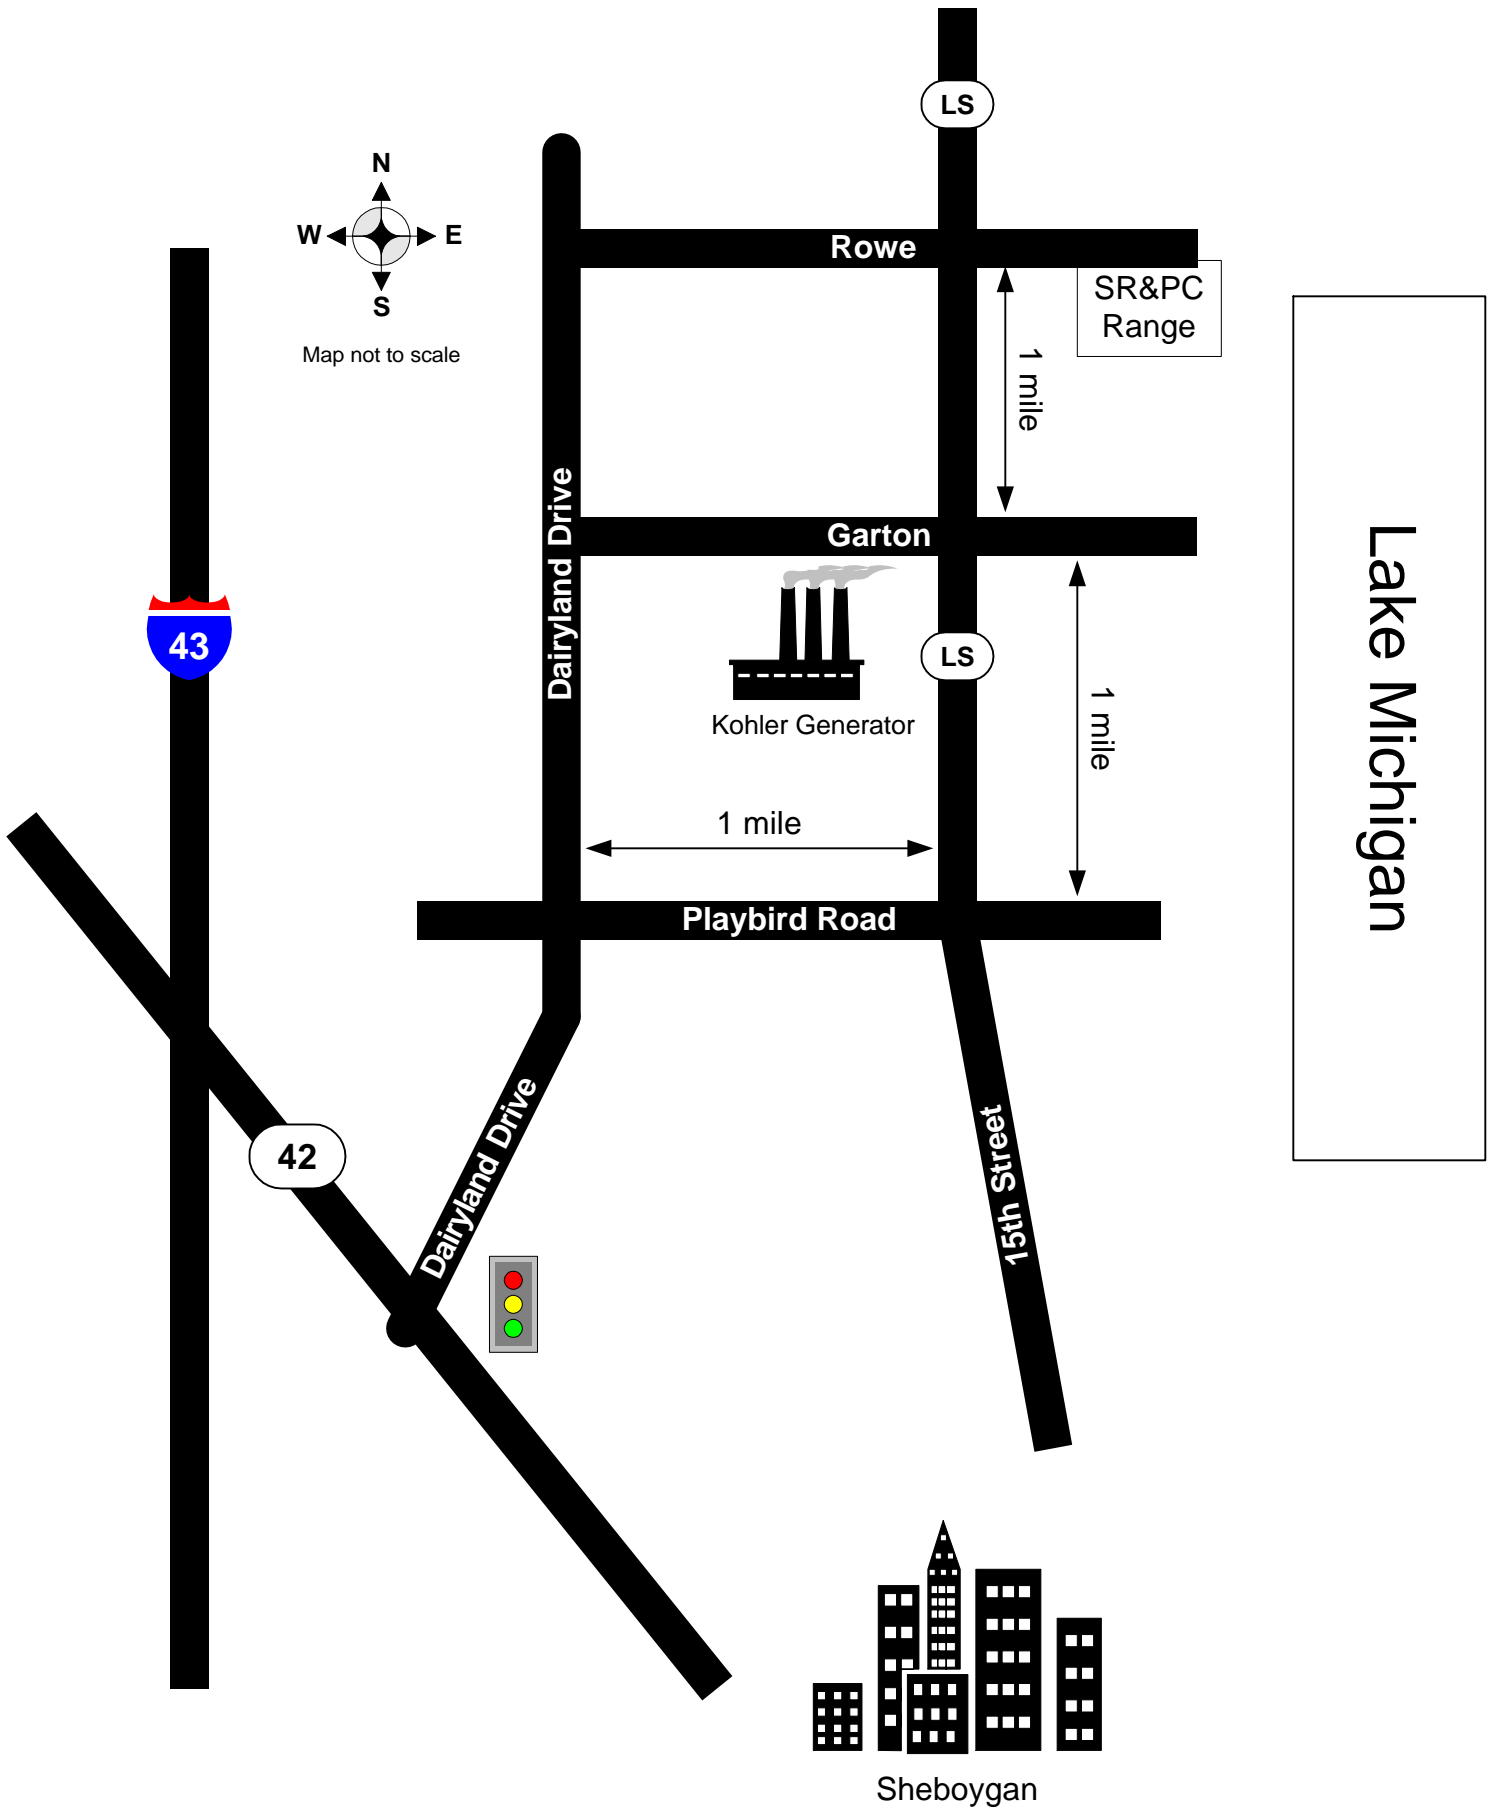 LS
N
W
E
S
Map not to scale
Rowe
SR&PC
Range
1 mile
Dairyland Drive
Garton
43
LS
Kohler Generator
1 mile
1 mile
Lake Michigan
Playbird Road
42
Dairyland Drive
15th Street
Sheboygan